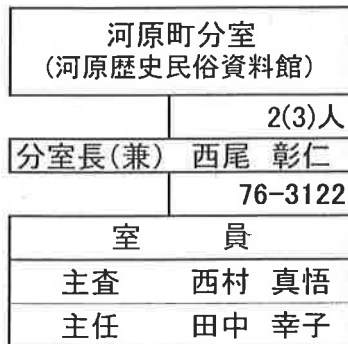 河原町分室
(河原歴史民俗資料館)
2(3)人
分室長(兼) 西尾 彰仁
76-3122
室 員
主査 西村 真悟
主任 田中 幸子